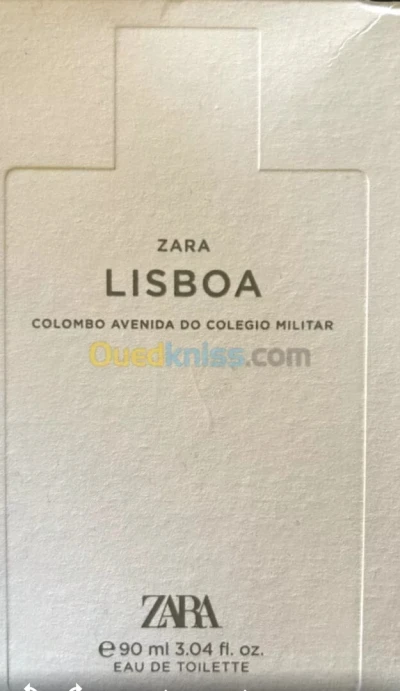 ZARA
LISBOA
COLOMBO AVENIDA DO COLEGIO MILITAR
Ouedkniss.com
ZARA
e 90 ml 3.04 fl. oz.
EAU DE TOILETTE